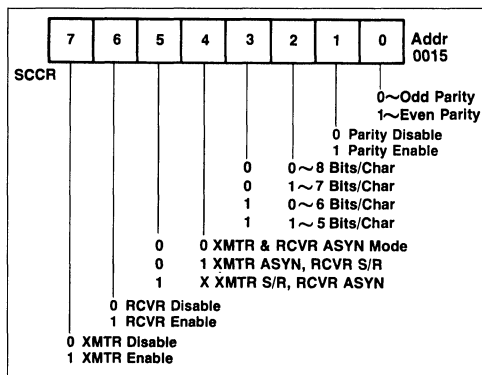 7 6 5 4 3 2 1 0 Addr
0015
SCCR
0~Odd Parity
1~Even Parity
0 Parity Disable
1 Parity Enable
0 0~8 Bits/Char
0 1~7 Bits/Char
1 0~6 Bits/Char
1 1~5 Bits/Char
0 0 XMTR & RCVR ASYN Mode
0 1 XMTR ASYN, RCVR S/R
1 X XMTR S/R, RCVR ASYN
0 RCVR Disable
1 RCVR Enable
0 XMTR Disable
1 XMTR Enable